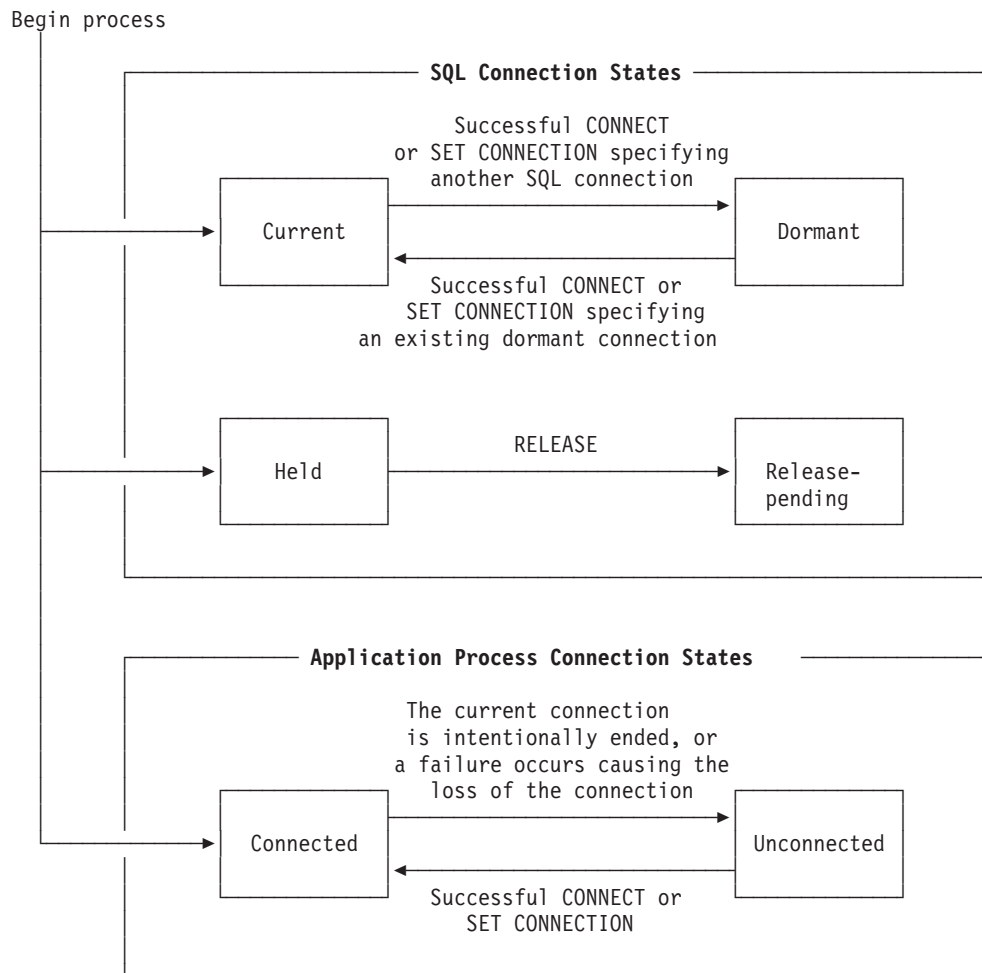 Begin process
SQL Connection States
Successful CONNECT
or SET CONNECTION specifying
another SQL connection
Current
Dormant
Successful CONNECT or
SET CONNECTION specifying
an existing dormant connection
RELEASE
Held
Release-
pending
Application Process Connection States
The current connection
is intentionally ended, or
a failure occurs causing the
loss of the connection
Connected
Unconnected
Successful CONNECT or
SET CONNECTION